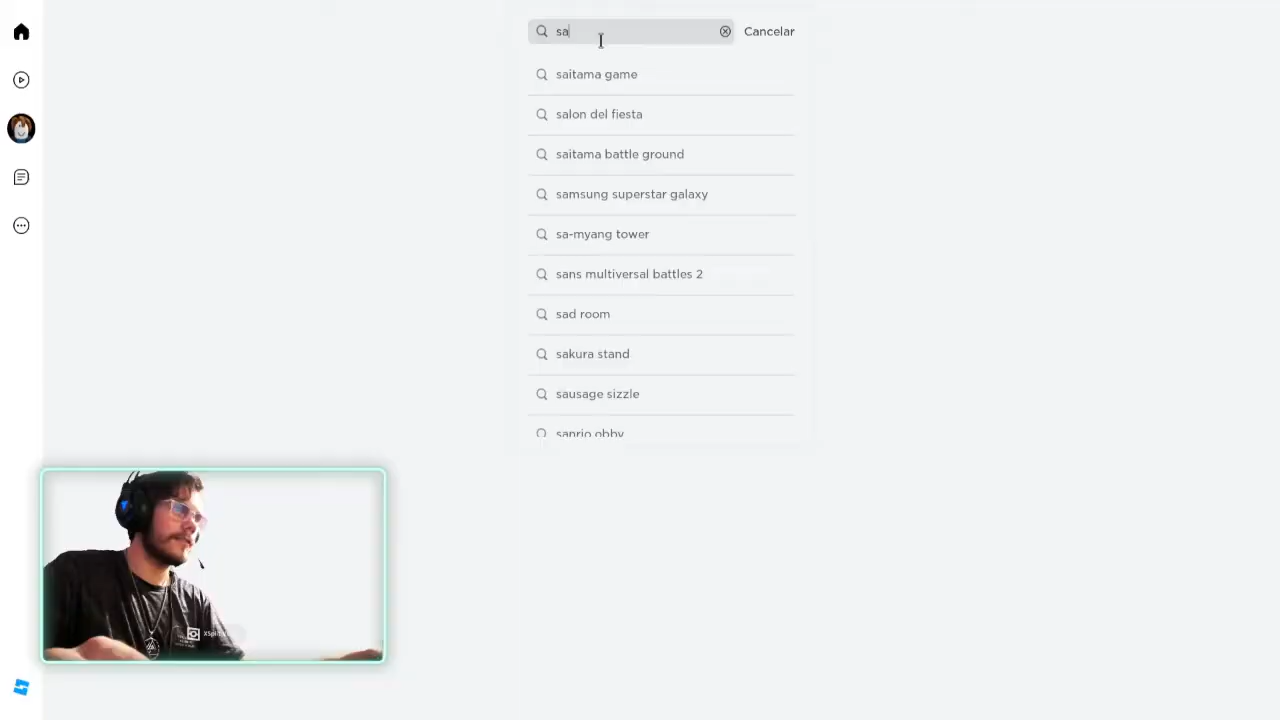 sa
Cancelar
saitama game
salon del fiesta
saitama battle ground
samsung superstar galaxy
sa-myang tower
sans multiversal battles 2
sad room
sakura stand
sausage sizzle
sanrio obby